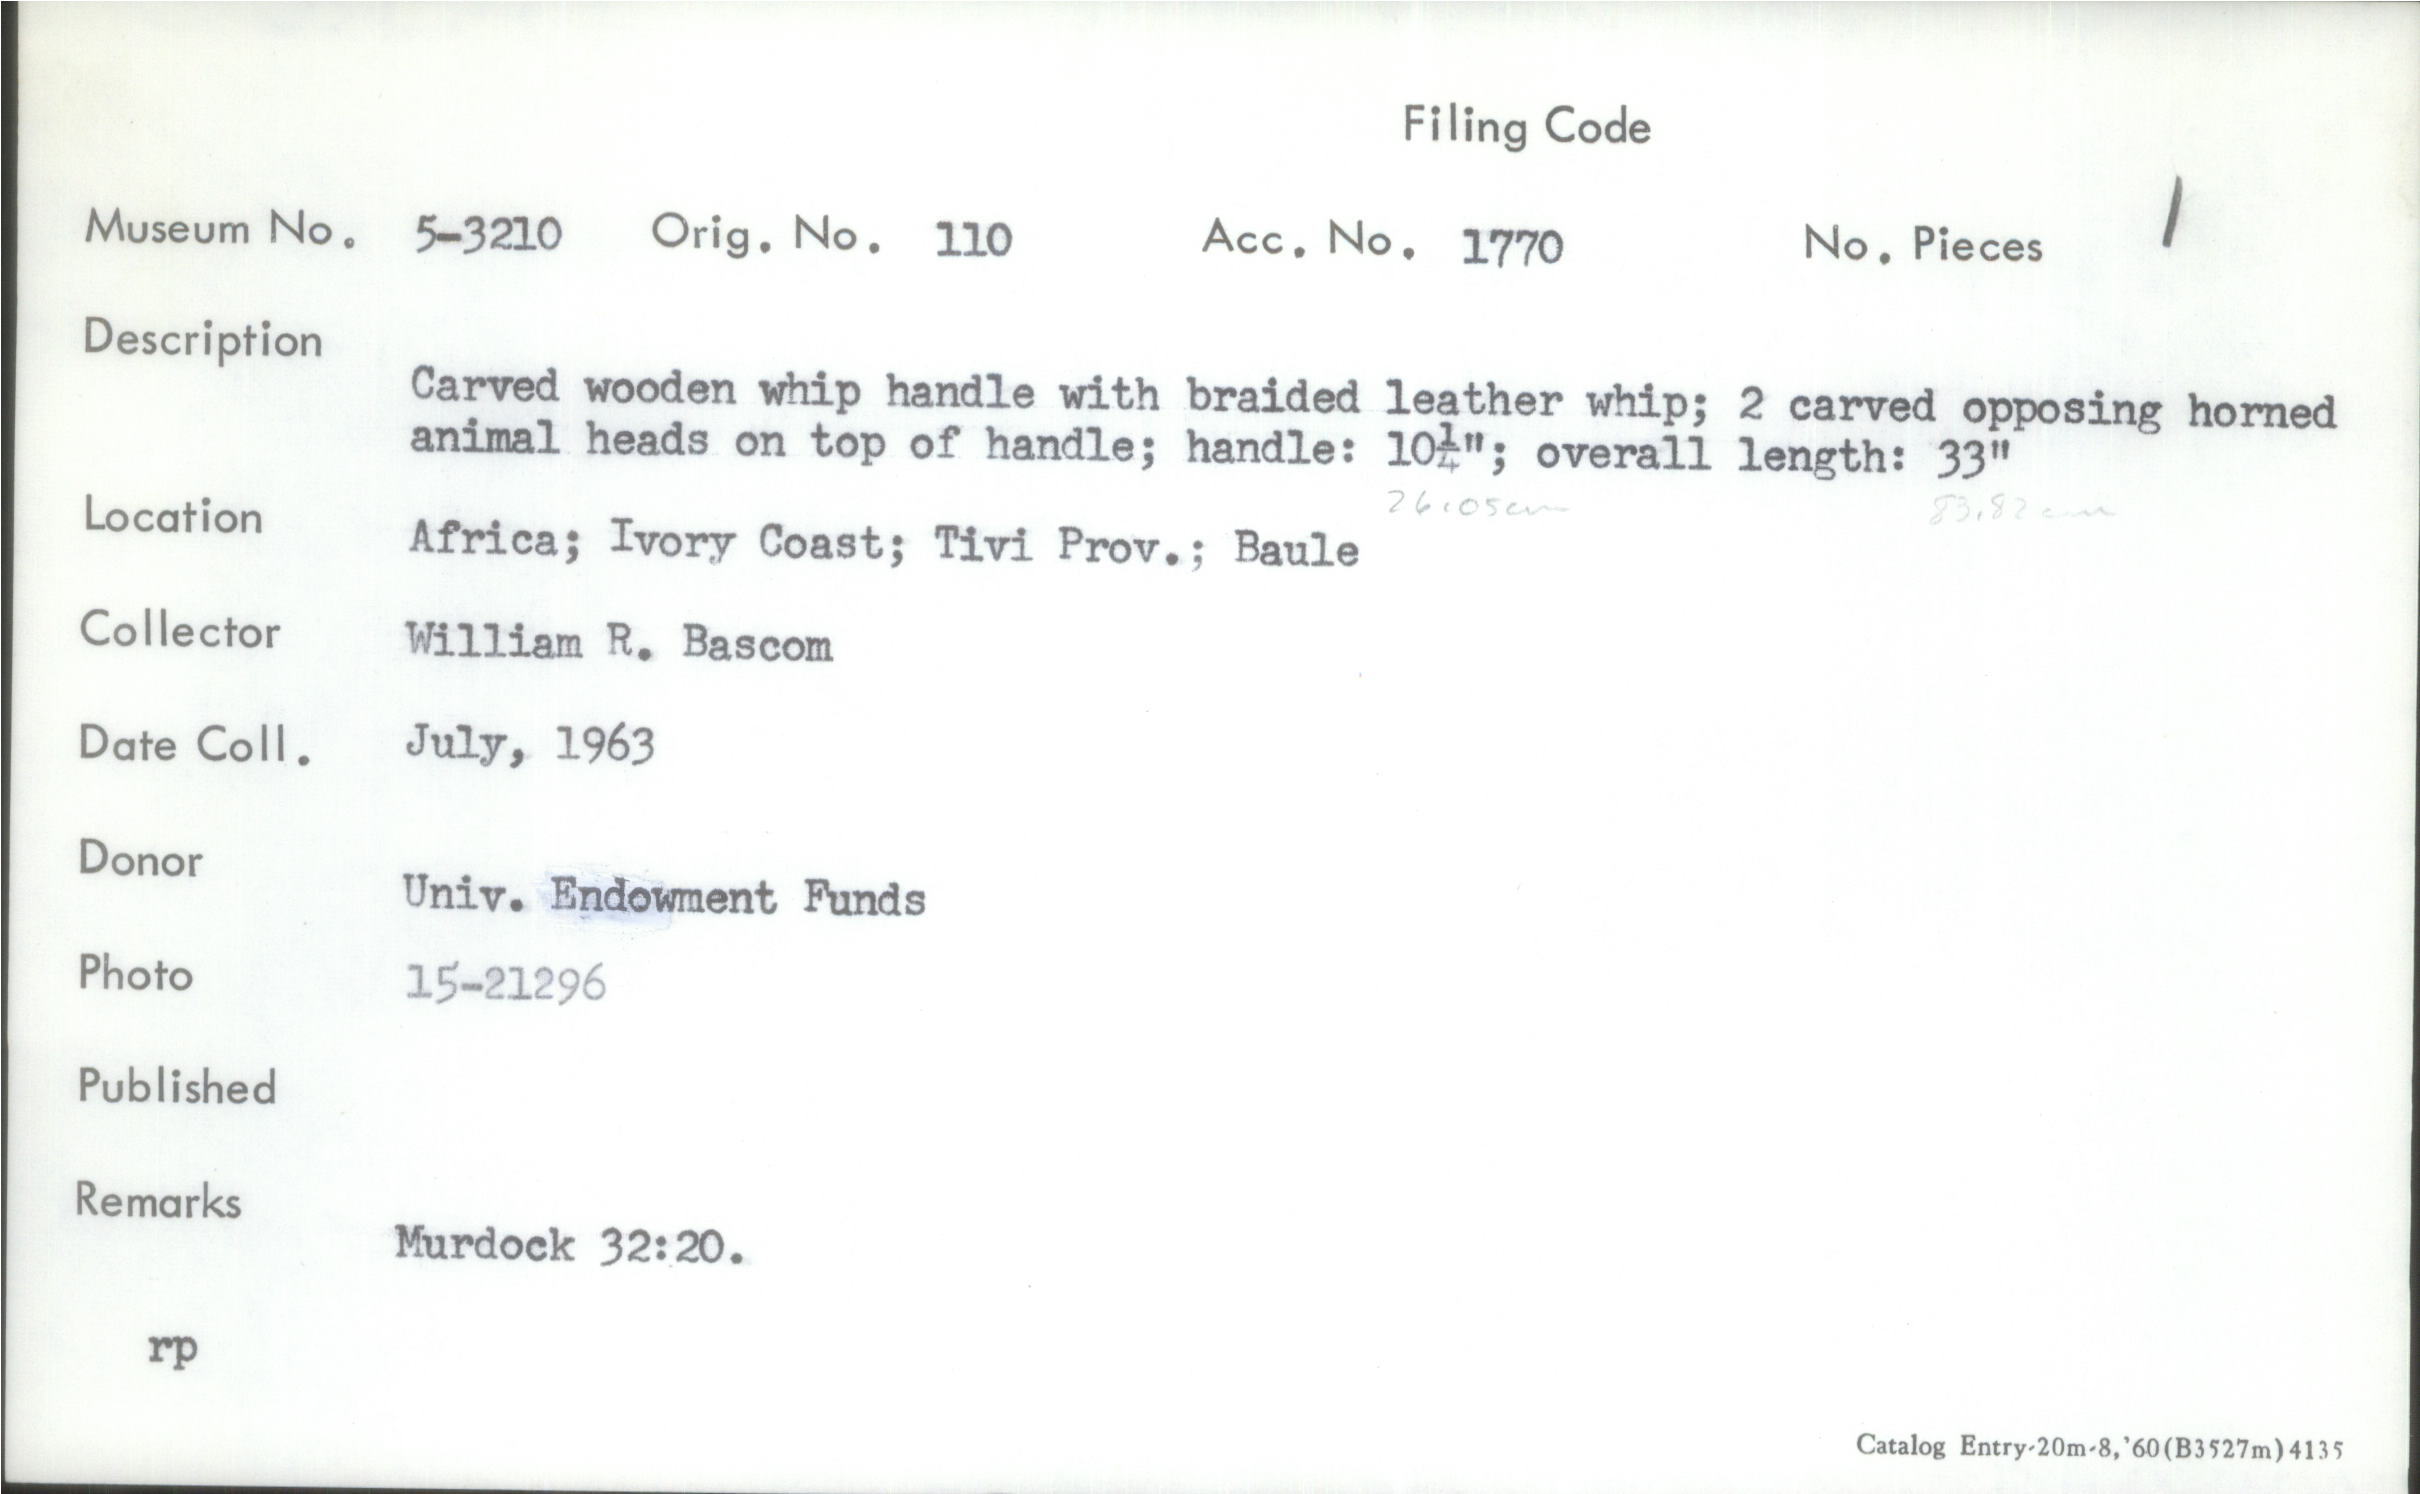 Filing Code
Museum No. 5-3210 Orig. No. 110 Acc. No. 1770 No. Pieces 1
Description
Carved wooden whip handle with braided leather whip; 2 carved opposing horned
animal heads on top of handle; handle: 10¼"; overall length: 33"
26.05cm 83.82cm
Location Africa; Ivory Coast; Tivi Prov.; Baule
Collector William R. Bascom
Date Coll. July, 1963
Donor
Univ. Endowment Funds
Photo 15-21296
Published
Remarks
Murdock 32:20.
rp
Catalog Entry-20m-8,'60(B3527m)4135